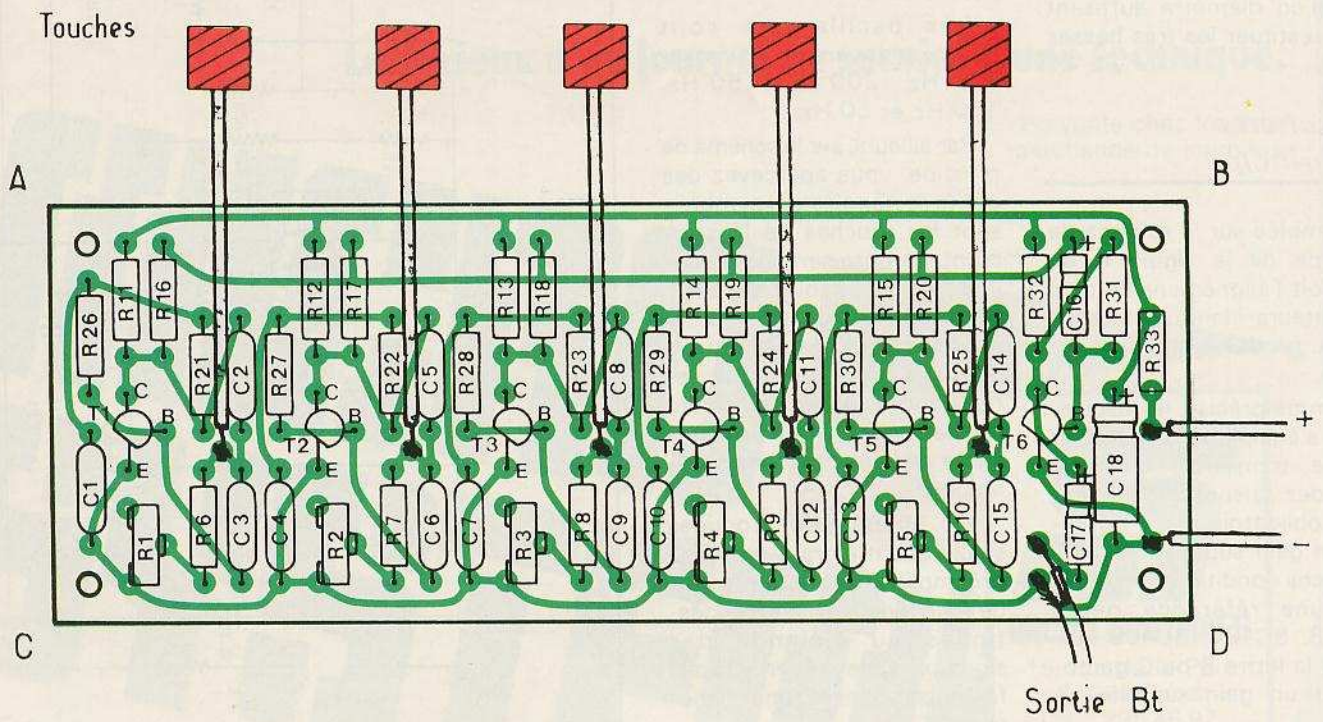 Touches
A
B
R11 R16 R12 R17 R13 R18 R14 R19 R15 R20 R32 C16 + R31
R26 R21 C2 R27 R22 C5 R28 R23 C8 R29 R24 C11 R30 R25 C14 R33
C C C C C C +
B B B B B B +
T2 T3 T4 T5 T6
E E E E E E + C18
C1 R6 C3 C4 R7 C6 C7 R8 C9 C10 R9 C12 C13 R10 C15 C17
R1 R2 R3 R4 R5 -
C
D
Sortie Bt